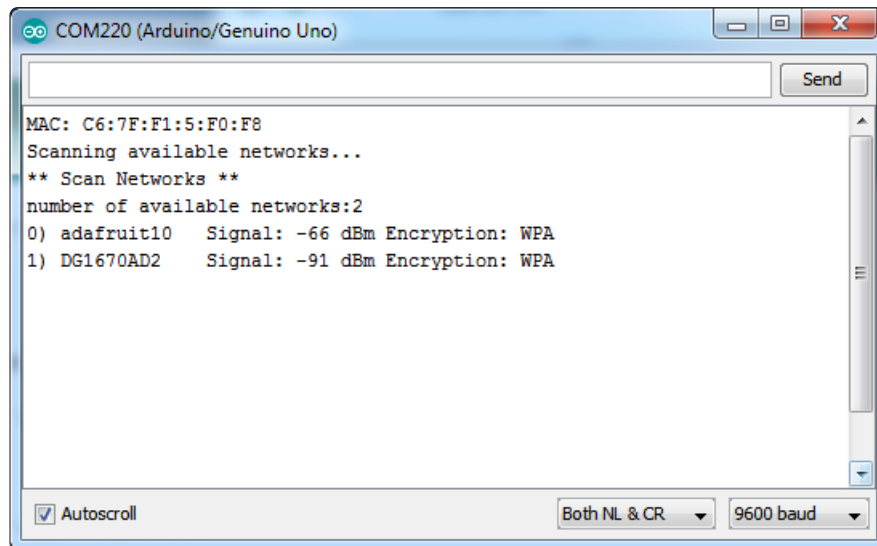 COM220 (Arduino/Genuino Uno)
Send
MAC: C6:7F:F1:5:F0:F8
Scanning available networks...
** Scan Networks **
number of available networks:2
0) adafruit10   Signal: -66 dBm Encryption: WPA
1) DG1670AD2    Signal: -91 dBm Encryption: WPA
Autoscroll Both NL & CR 9600 baud